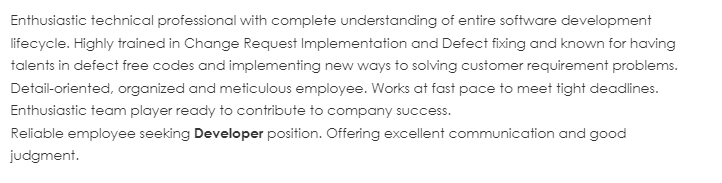 Enthusiastic technical professional with complete understanding of entire software development
lifecycle. Highly trained in Change Request Implementation and Defect fixing and known for having
talents in defect free codes and implementing new ways to solving customer requirement problems.
Detail-oriented, organized and meticulous employee. Works at fast pace to meet tight deadlines.
Enthusiastic team player ready to contribute to company success.
Reliable employee seeking Developer position. Offering excellent communication and good
judgment.